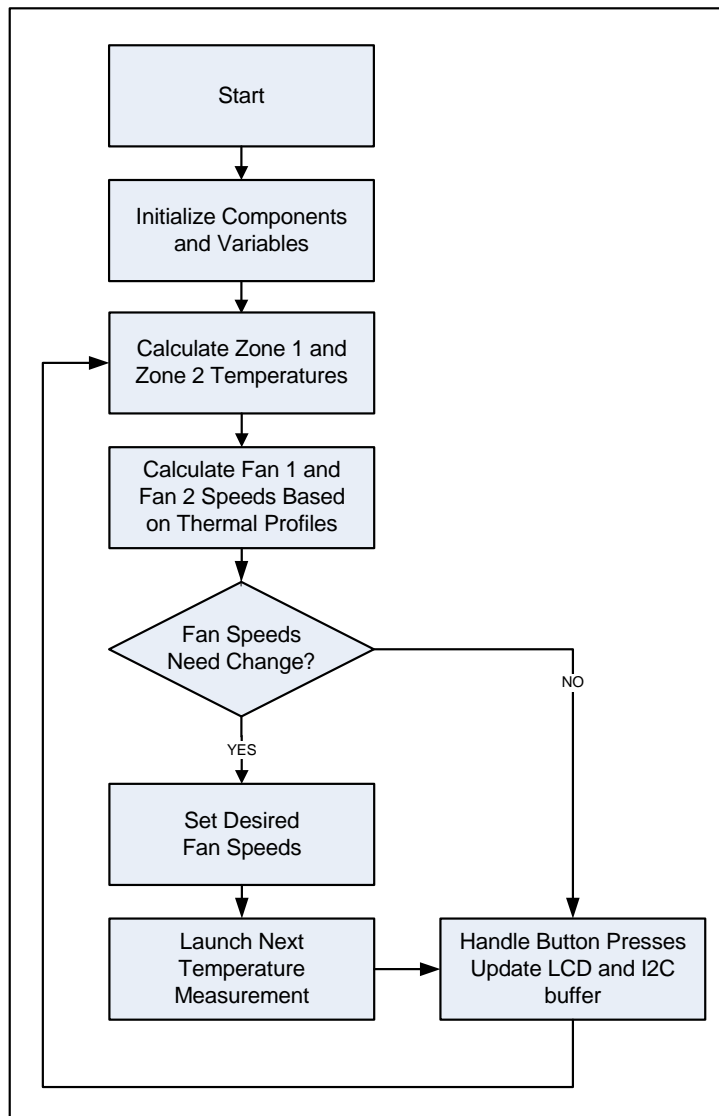 Start
Initialize Components
and Variables
Calculate Zone 1 and
Zone 2 Temperatures
Calculate Fan 1 and
Fan 2 Speeds Based
on Thermal Profiles
Fan Speeds
Need Change?
NO
YES
Set Desired
Fan Speeds
Launch Next
Temperature
Measurement
Handle Button Presses
Update LCD and I2C
buffer